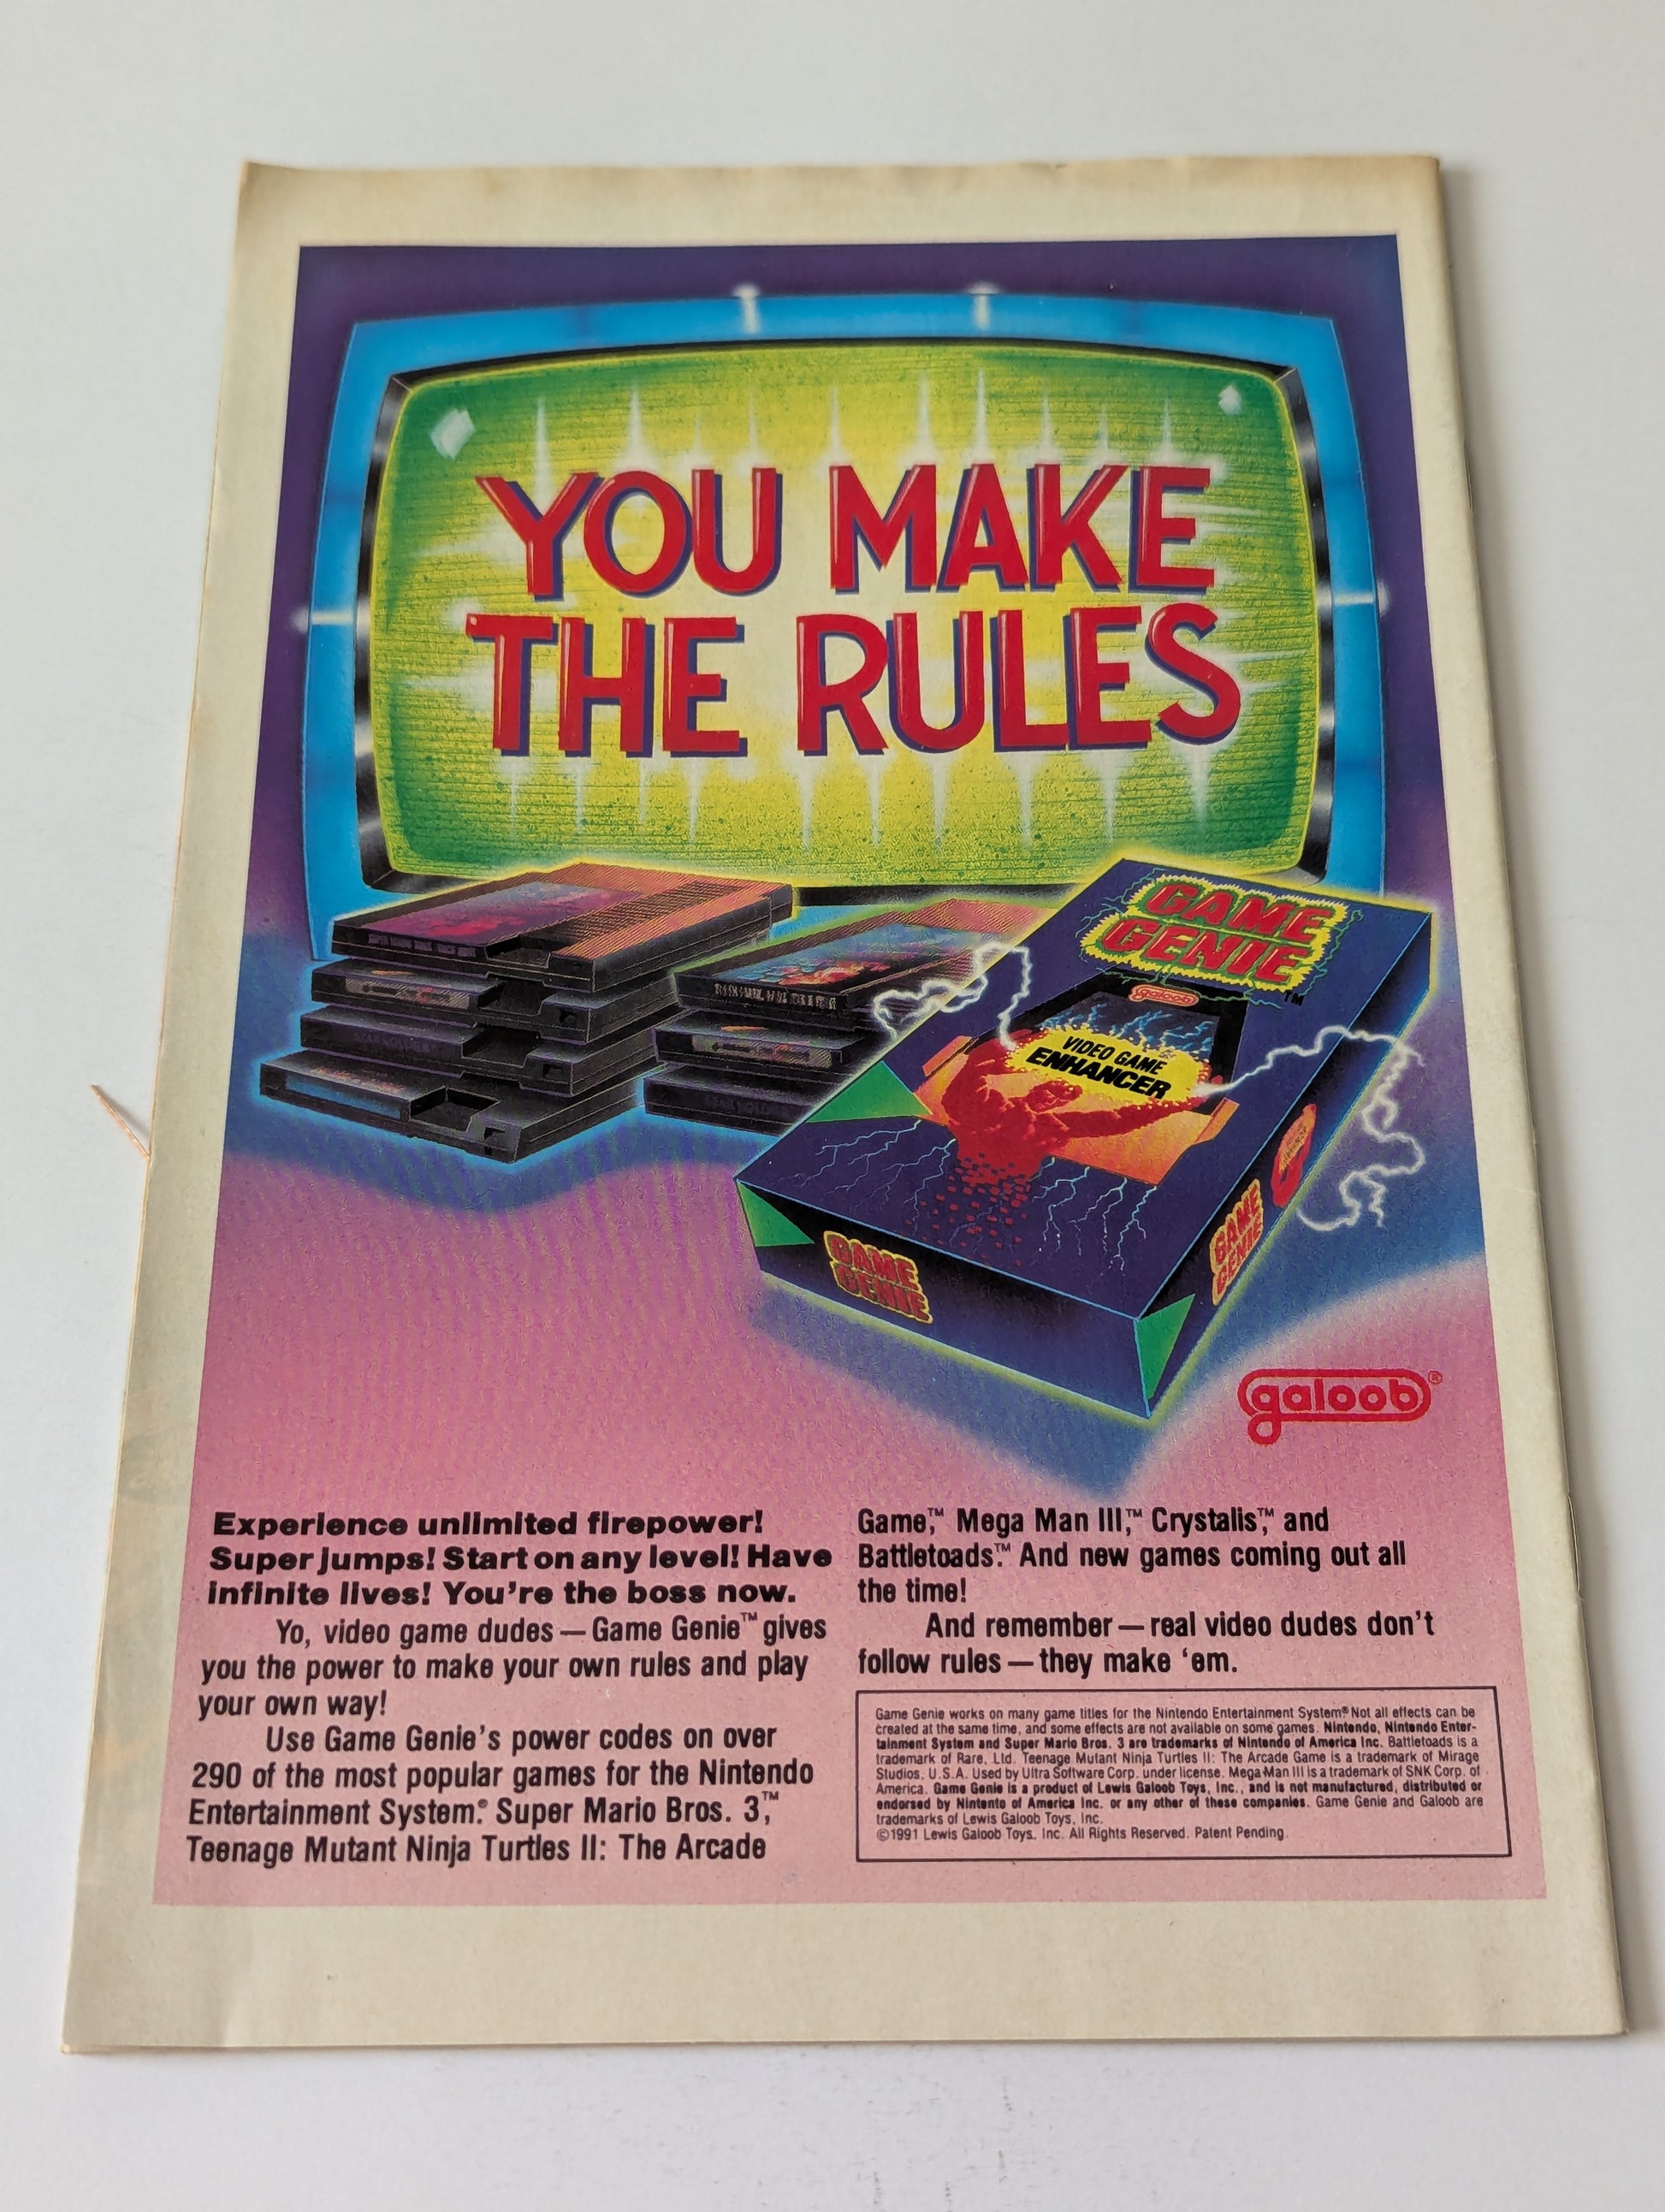 YOU MAKE
THE RULES
GAME
GENIE™
galoob
VIDEO GAME
ENHANCER
GAME
GENIE
GAME
GENIE
galoob®
Experience unlimited firepower!
Super jumps! Start on any level! Have
infinite lives! You're the boss now.
Yo, video game dudes — Game Genie™ gives
you the power to make your own rules and play
your own way!
Use Game Genie's power codes on over
290 of the most popular games for the Nintendo
Entertainment System.® Super Mario Bros. 3,™
Teenage Mutant Ninja Turtles II: The Arcade
Game,™ Mega Man III,™ Crystalis,™ and
Battletoads.™ And new games coming out all
the time!
And remember — real video dudes don't
follow rules — they make 'em.
Game Genie works on many game titles for the Nintendo Entertainment System.® Not all effects can be
created at the same time, and some effects are not available on some games. Nintendo, Nintendo Enter-
tainment System and Super Mario Bros. 3 are trademarks of Nintendo of America Inc. Battletoads is a
trademark of Rare, Ltd. Teenage Mutant Ninja Turtles II: The Arcade Game is a trademark of Mirage
Studios, U.S.A. Used by Ultra Software Corp. under license. Mega Man III is a trademark of SNK Corp. of
America. Game Genie is a product of Lewis Galoob Toys, Inc., and is not manufactured, distributed or
endorsed by Nintento of America Inc. or any other of these companies. Game Genie and Galoob are
trademarks of Lewis Galoob Toys, Inc.
©1991 Lewis Galoob Toys, Inc. All Rights Reserved. Patent Pending.